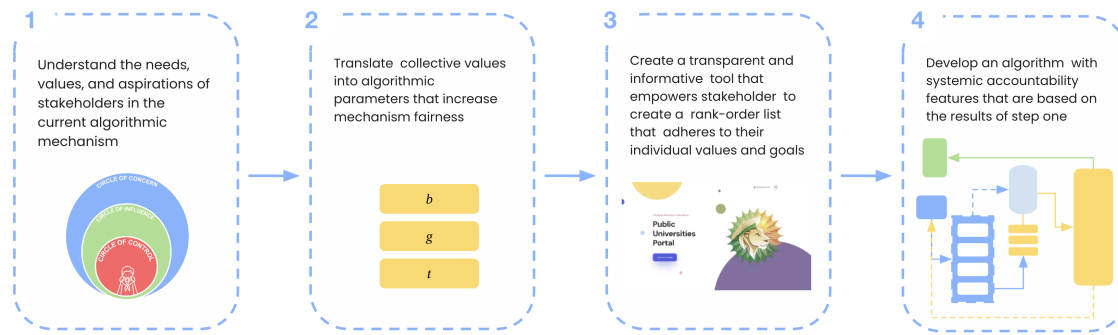 1
Understand the needs,
values, and aspirations of
stakeholders in the
current algorithmic
mechanism
CIRCLE OF CONCERN
CIRCLE OF INFLUENCE
CIRCLE OF CONTROL
2
Translate collective values
into algorithmic
parameters that increase
mechanism fairness
b
g
t
3
Create a transparent and
informative tool that
empowers stakeholder to
create a rank-order list
that adheres to their
individual values and goals
Public
Universities
Portal
4
Develop an algorithm with
systemic accountability
features that are based on
the results of step one